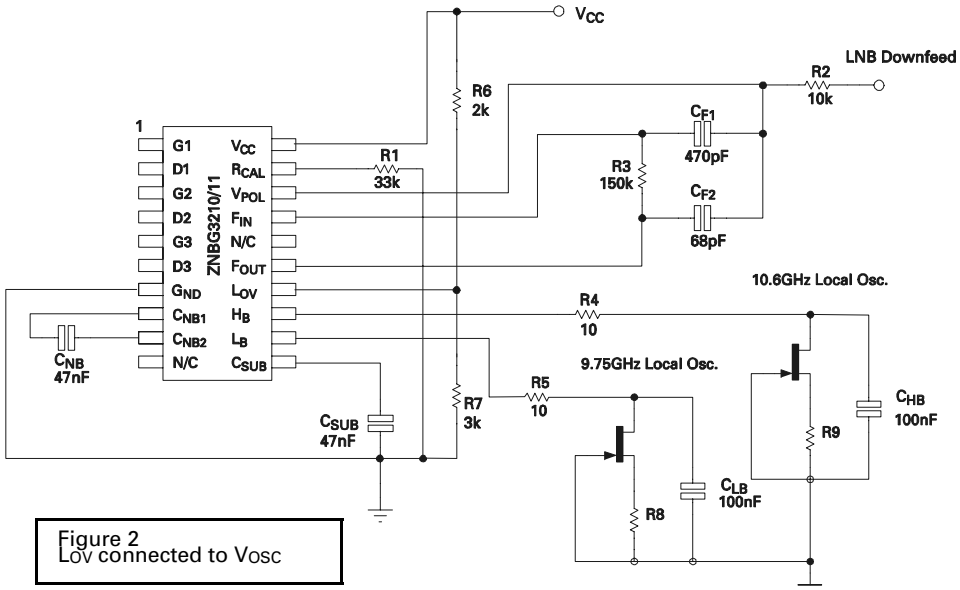 VCC
LNB Downfeed
R2
10k
R6
2k
CF1
470pF
R3
150k
CF2
68pF
R1
33k
1
ZNBG3210/11
G1 VCC
D1 RCAL
G2 VPOL
D2 FIN
G3 N/C
D3 FOUT
GND LOV
CNB1 HB
CNB2 LB
N/C CSUB
CNB
47nF
CSUB
47nF
R7
3k
R4
10
10.6GHz Local Osc.
9.75GHz Local Osc.
R5
10
R9
CHB
100nF
R8
CLB
100nF
Figure 2
LOV connected to VOSC